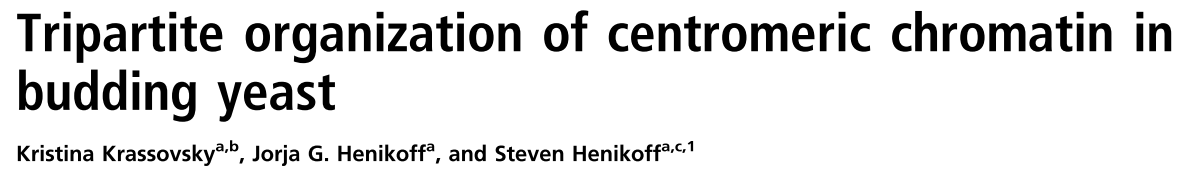 Tripartite organization of centromeric chromatin in
budding yeast
Kristina Krassovskya,b, Jorja G. Henikoffa, and Steven Henikoffa,c,1